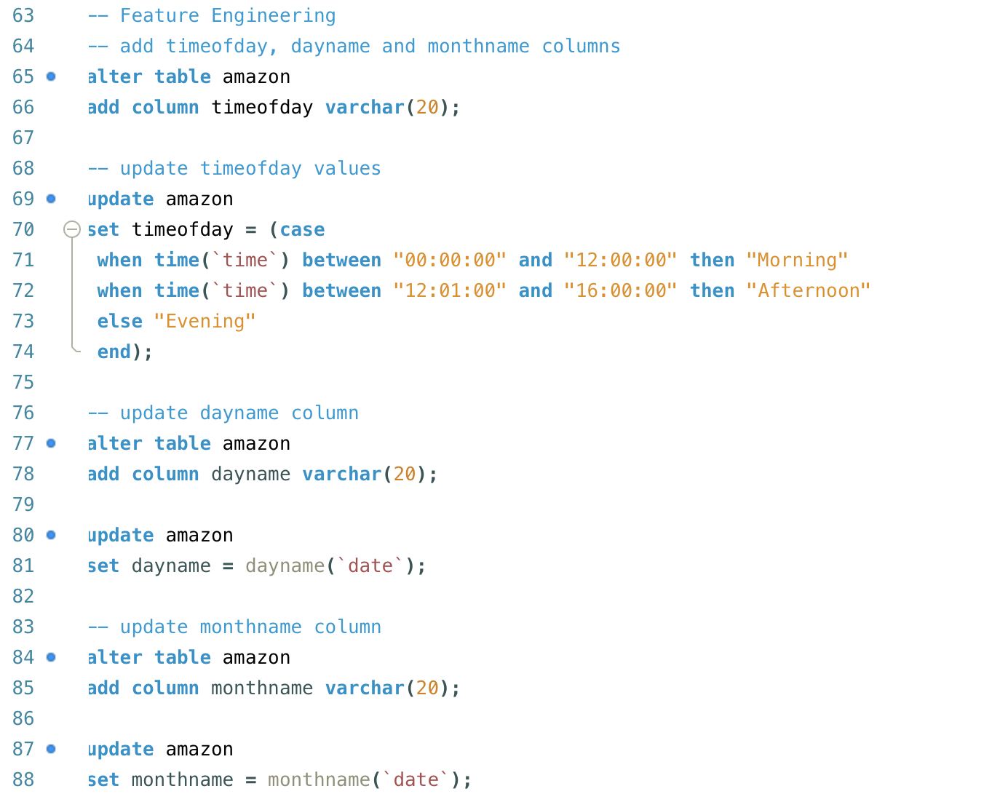 63 -- Feature Engineering
64 -- add timeofday, dayname and monthname columns
65 alter table amazon
66 add column timeofday varchar(20);
67
68 -- update timeofday values
69 update amazon
70 set timeofday = (case
71 when time(`time`) between "00:00:00" and "12:00:00" then "Morning"
72 when time(`time`) between "12:01:00" and "16:00:00" then "Afternoon"
73 else "Evening"
74 end);
75
76 -- update dayname column
77 alter table amazon
78 add column dayname varchar(20);
79
80 update amazon
81 set dayname = dayname(`date`);
82
83 -- update monthname column
84 alter table amazon
85 add column monthname varchar(20);
86
87 update amazon
88 set monthname = monthname(`date`);